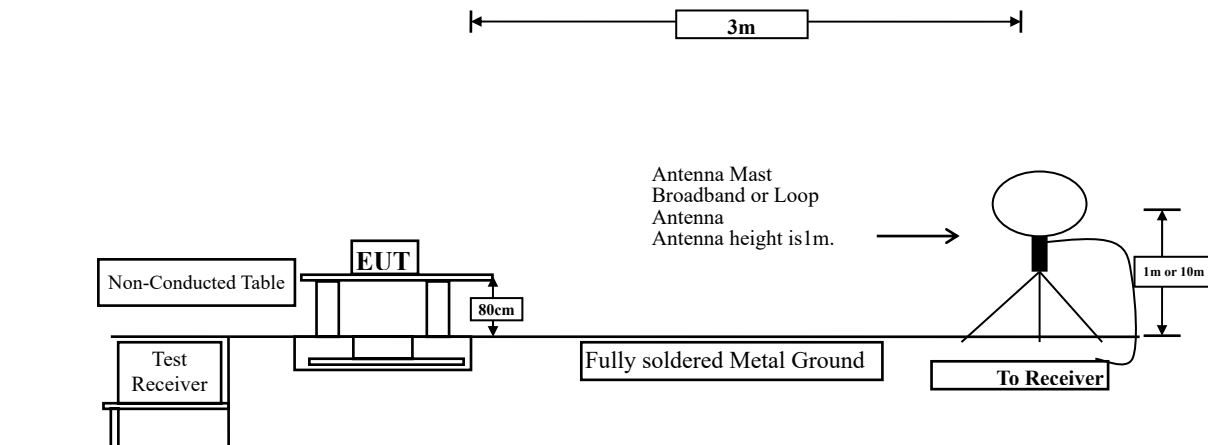 3m
Antenna Mast
Broadband or Loop
Antenna
Antenna height is1m.
EUT
Non-Conducted Table
1m or 10m
80cm
Test
Receiver
Fully soldered Metal Ground
To Receiver